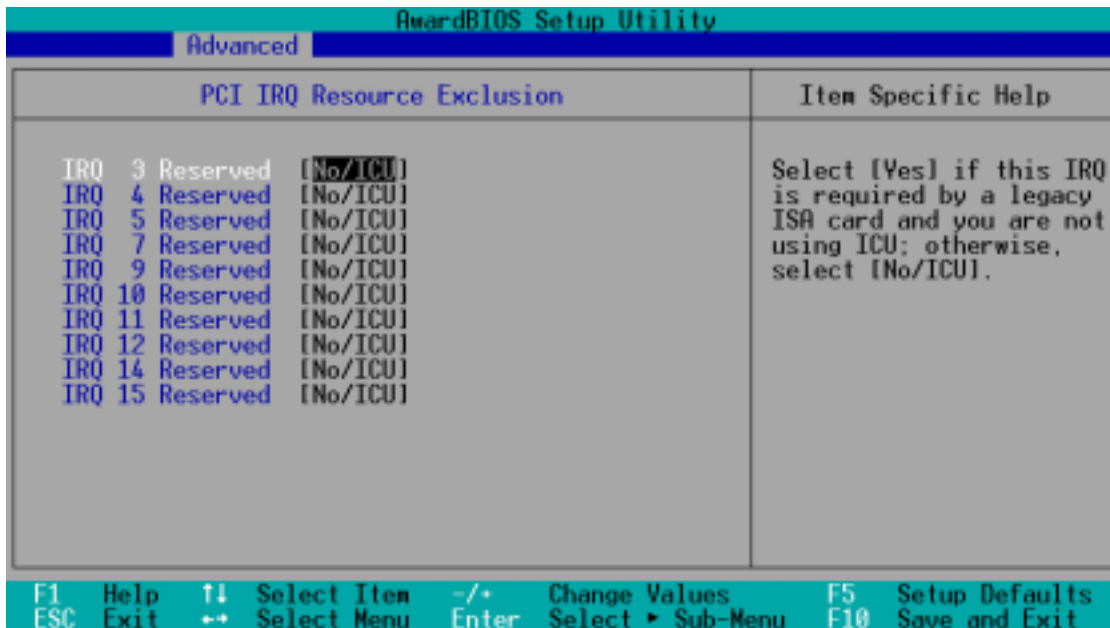 AwardBIOS Setup Utility
Advanced
PCI IRQ Resource Exclusion
IRQ 3 Reserved [No/ICU]
IRQ 4 Reserved [No/ICU]
IRQ 5 Reserved [No/ICU]
IRQ 7 Reserved [No/ICU]
IRQ 9 Reserved [No/ICU]
IRQ 10 Reserved [No/ICU]
IRQ 11 Reserved [No/ICU]
IRQ 12 Reserved [No/ICU]
IRQ 14 Reserved [No/ICU]
IRQ 15 Reserved [No/ICU]
Item Specific Help
Select [Yes] if this IRQ
is required by a legacy
ISA card and you are not
using ICU; otherwise,
select [No/ICU].
F1 Help ↑↓ Select Item -/+ Change Values F5 Setup Defaults
ESC Exit ←→ Select Menu Enter Select ► Sub-Menu F10 Save and Exit